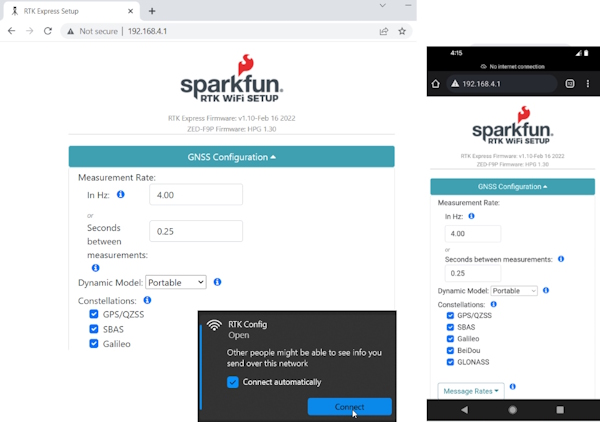 RTK Express Setup
Not secure | 192.168.4.1
sparkfun®
RTK WiFi SETUP
RTK Express Firmware: v1.10-Feb 16 2022
ZED-F9P Firmware: HPG 1.30
GNSS Configuration
Measurement Rate:
In Hz:
4.00
or
Seconds
between
measurements:
0.25
Dynamic Model: Portable
Constellations:
GPS/QZSS
SBAS
Galileo
RTK Config
Open
Other people might be able to see info you
send over this network
Connect automatically
Connect
4:15
No internet connection
192.168.4.1
sparkfun®
RTK WiFi SETUP
RTK Express Firmware: v1.10-Feb 16 2022
ZED-F9P Firmware: HPG 1.30
GNSS Configuration
Measurement Rate:
In Hz:
4.00
or
Seconds between measurements:
0.25
Dynamic Model: Portable
Constellations:
GPS/QZSS
SBAS
Galileo
BeiDou
GLONASS
Message Rates